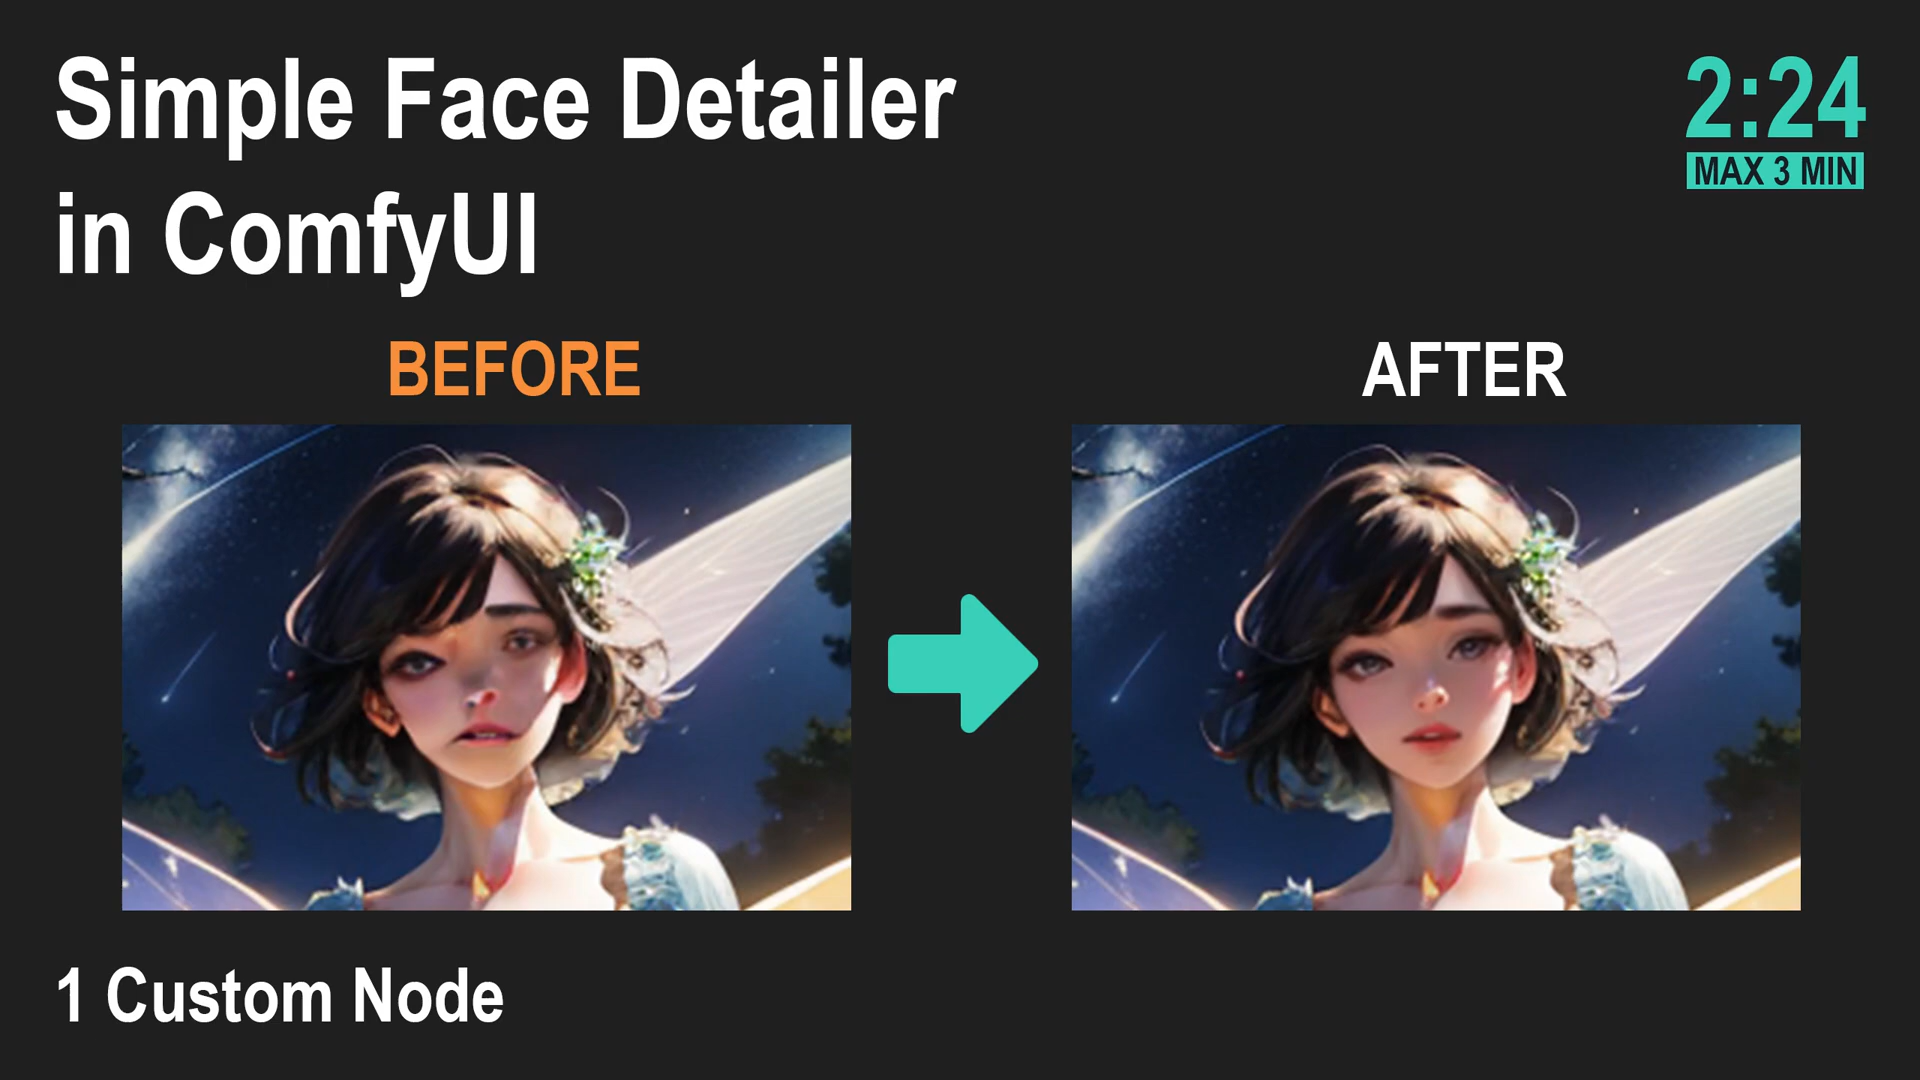 Simple Face Detailer
in ComfyUI
2:24
MAX 3 MIN
BEFORE
AFTER
1 Custom Node